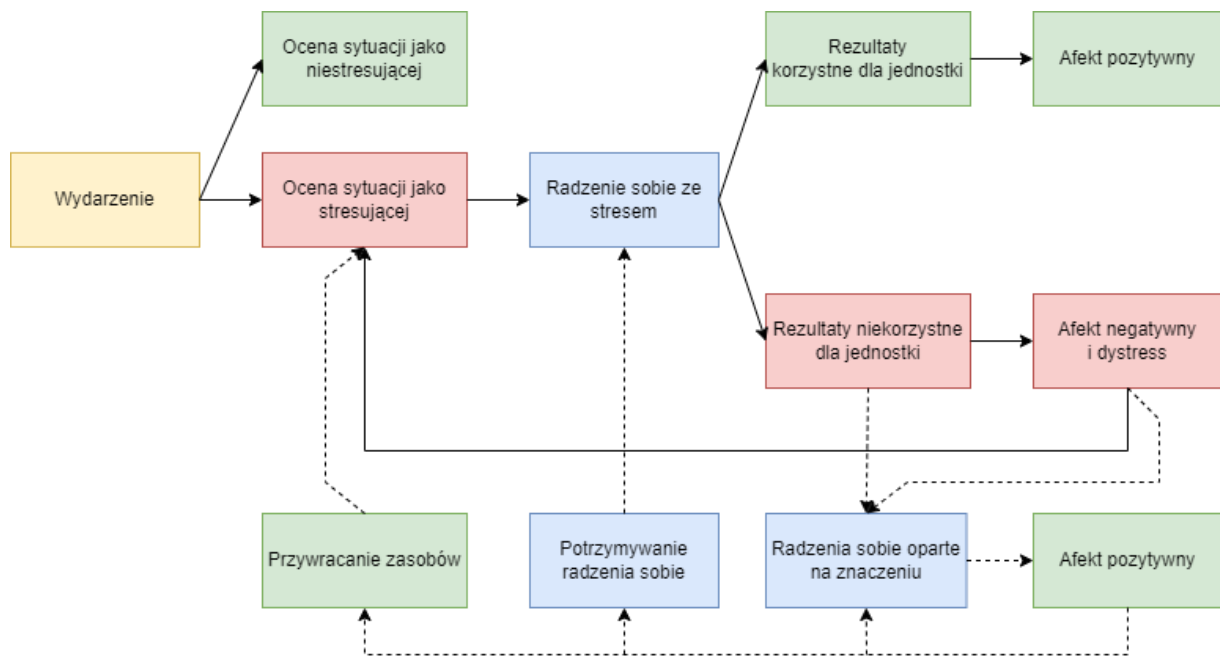 Ocena sytuacji jako
niestresującej
Rezultaty
korzystne dla jednostki
Afekt pozytywny
Wydarzenie
Ocena sytuacji jako
stresującej
Radzenie sobie ze
stresem
Rezultaty niekorzystne
dla jednostki
Afekt negatywny
i dystress
Przywracanie zasobów
Potrzymywanie
radzenia sobie
Radzenia sobie oparte
na znaczeniu
Afekt pozytywny